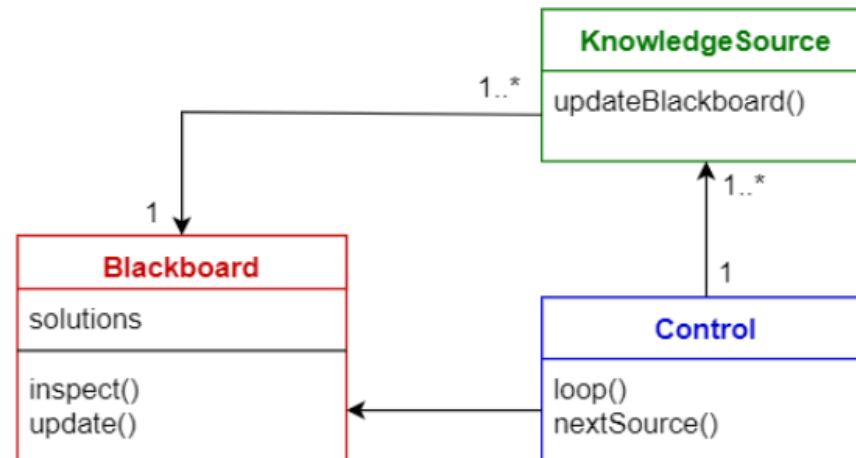 KnowledgeSource
updateBlackboard()
1..*
1..*
1
1
Blackboard
solutions
inspect()
update()
Control
loop()
nextSource()